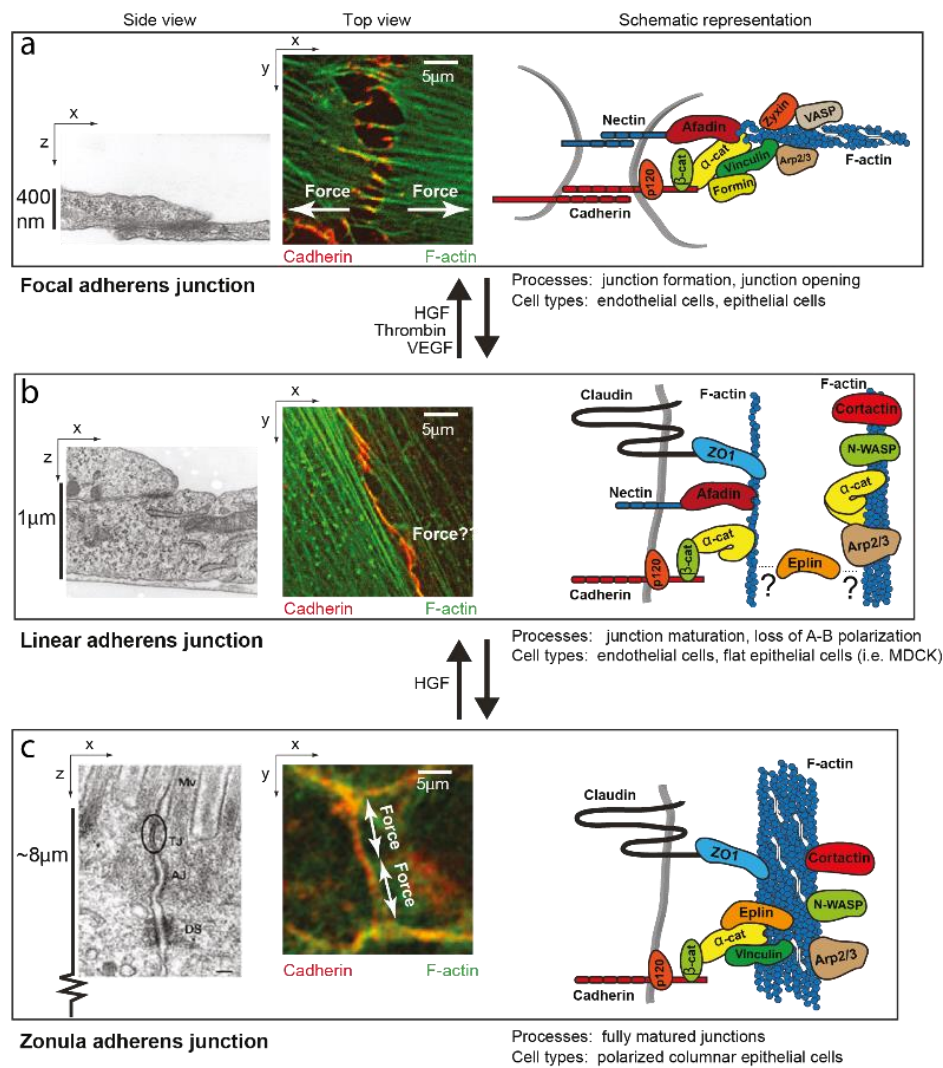 Side view
Top view
Schematic representation
a
x
z
400
nm
x
y
5µm
Force
Force
Cadherin
F-actin
Nectin
Afadin
Zyxin
VASP
α-cat
F-actin
β-cat
Vinculin
Arp2/3
p120
Formin
Cadherin
Focal adherens junction
Processes: junction formation, junction opening
Cell types: endothelial cells, epithelial cells
HGF
Thrombin
VEGF
b
x
z
1µm
x
y
5µm
Force??
Cadherin
F-actin
Claudin
F-actin
F-actin
Cortactin
ZO1
N-WASP
Nectin
Afadin
α-cat
α-cat
Arp2/3
p120
β-cat
Eplin
?
?
Cadherin
Linear adherens junction
Processes: junction maturation, loss of A-B polarization
Cell types: endothelial cells, flat epithelial cells (i.e. MDCK)
HGF
c
x
z
~8µm
Mv
TJ
AJ
DS
x
y
5µm
Force
Force
Cadherin
F-actin
F-actin
Claudin
ZO1
Cortactin
Eplin
N-WASP
α-cat
β-cat
Vinculin
Arp2/3
p120
Cadherin
Zonula adherens junction
Processes: fully matured junctions
Cell types: polarized columnar epithelial cells